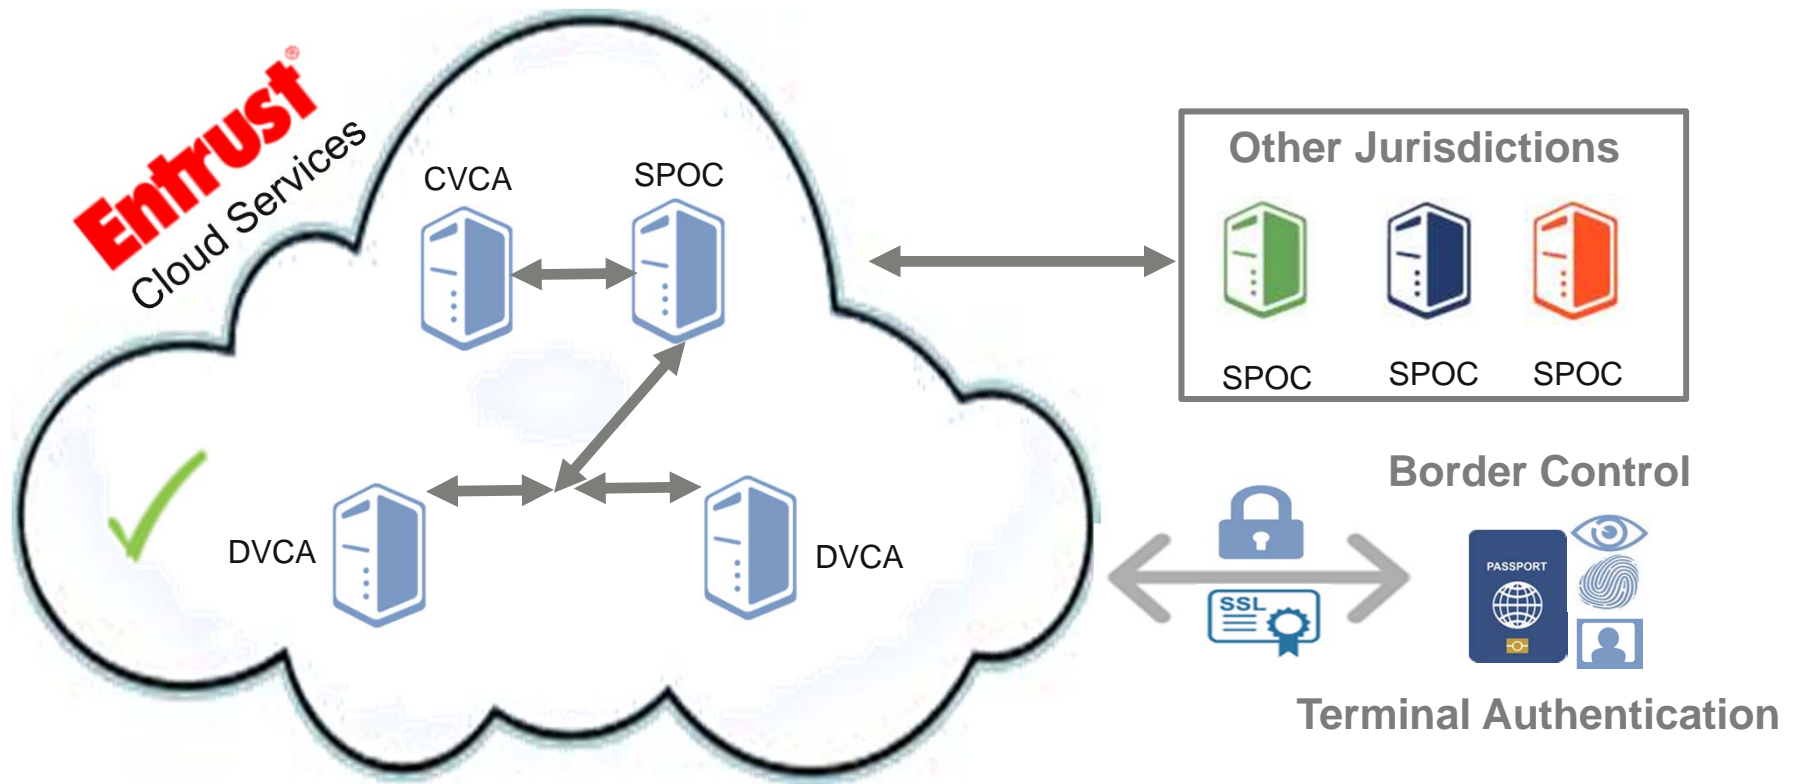 Entrust®
Cloud Services
CVCA
SPOC
DVCA
DVCA
Other Jurisdictions
SPOC
SPOC
SPOC
Border Control
SSL
PASSPORT
Terminal Authentication